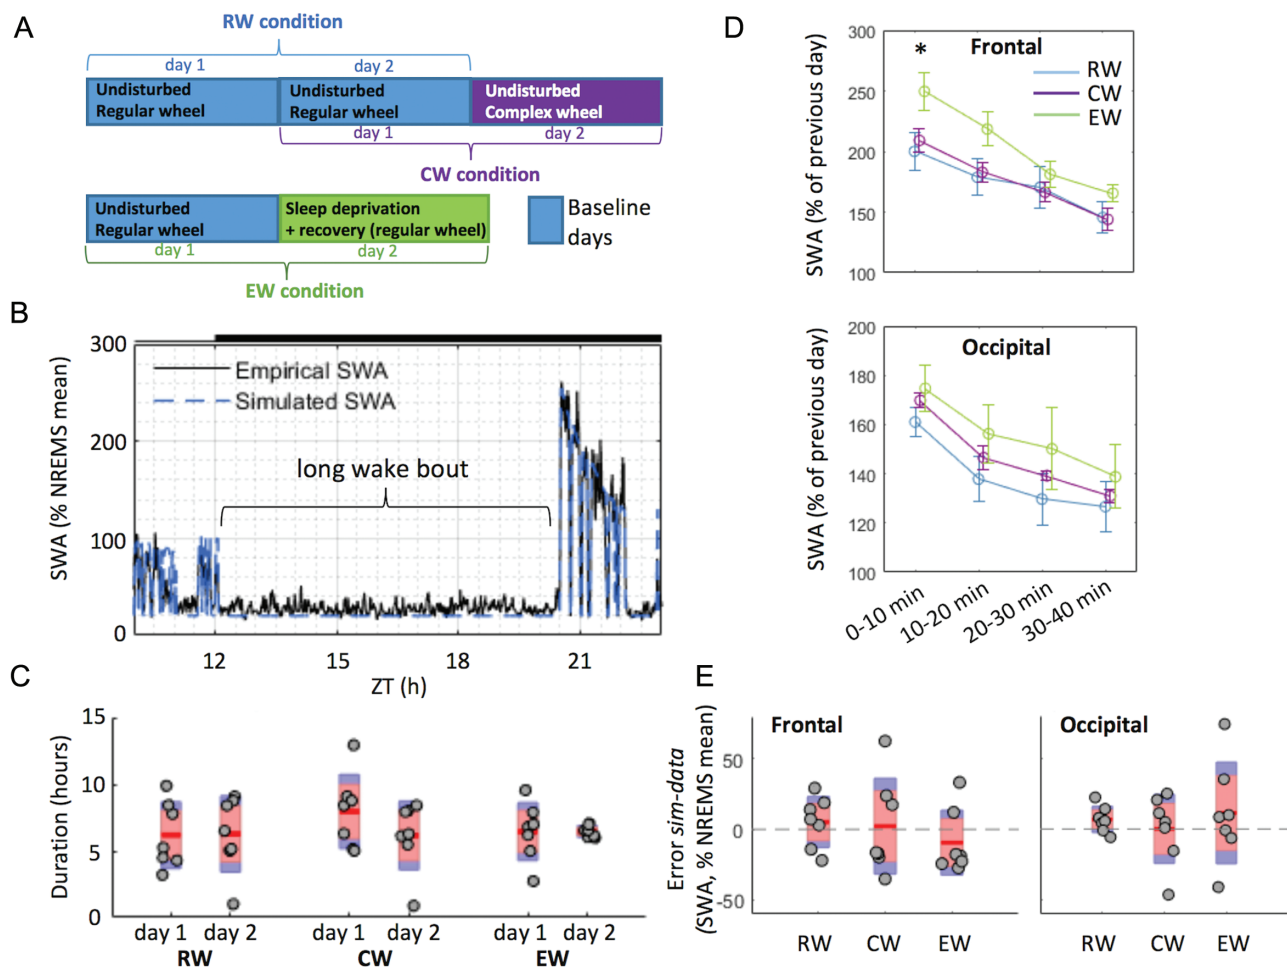 A
RW condition
day 1
day 2
Undisturbed
Regular wheel
Undisturbed
Regular wheel
Undisturbed
Complex wheel
day 1
day 2
CW condition
Undisturbed
Regular wheel
Sleep deprivation
+ recovery (regular wheel)
Baseline
days
day 1
day 2
EW condition
B
300
200
100
0
SWA (% NREMS mean)
Empirical SWA
Simulated SWA
long wake bout
12
15
18
21
ZT (h)
C
15
10
5
0
Duration (hours)
day 1
day 2
day 1
day 2
day 1
day 2
RW
CW
EW
D
300
250
200
150
100
SWA (% of previous day)
*
Frontal
RW
CW
EW
200
180
160
140
120
100
SWA (% of previous day)
Occipital
0-10 min
10-20 min
20-30 min
30-40 min
E
Error sim-data
(SWA, % NREMS mean)
50
0
-50
Frontal
Occipital
RW
CW
EW
RW
CW
EW